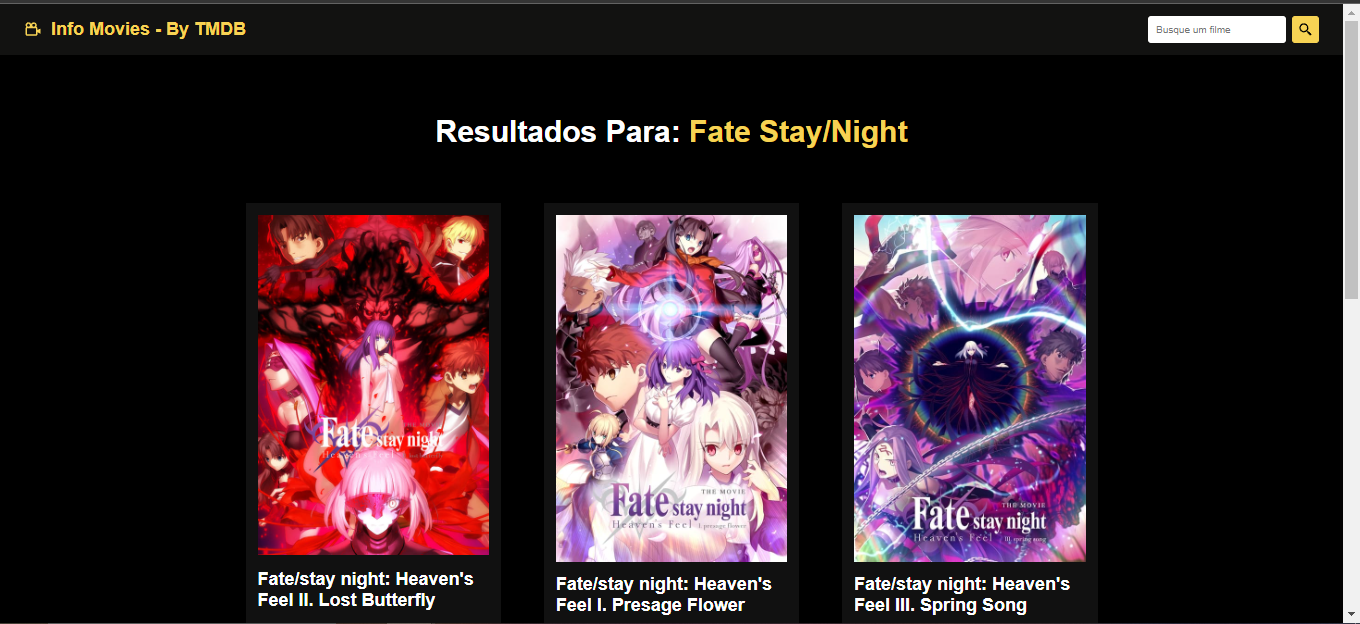 Info Movies - By TMDB
Busque um filme
Resultados Para: Fate Stay/Night
Fate stay night
Heaven's Feel
THE MOVIE
Fate stay night
Heaven's Feel I. presage flower
THE MOVIE
Fate stay night
Heaven's Feel III. spring song
Fate/stay night: Heaven's
Feel II. Lost Butterfly
Fate/stay night: Heaven's
Feel I. Presage Flower
Fate/stay night: Heaven's
Feel III. Spring Song